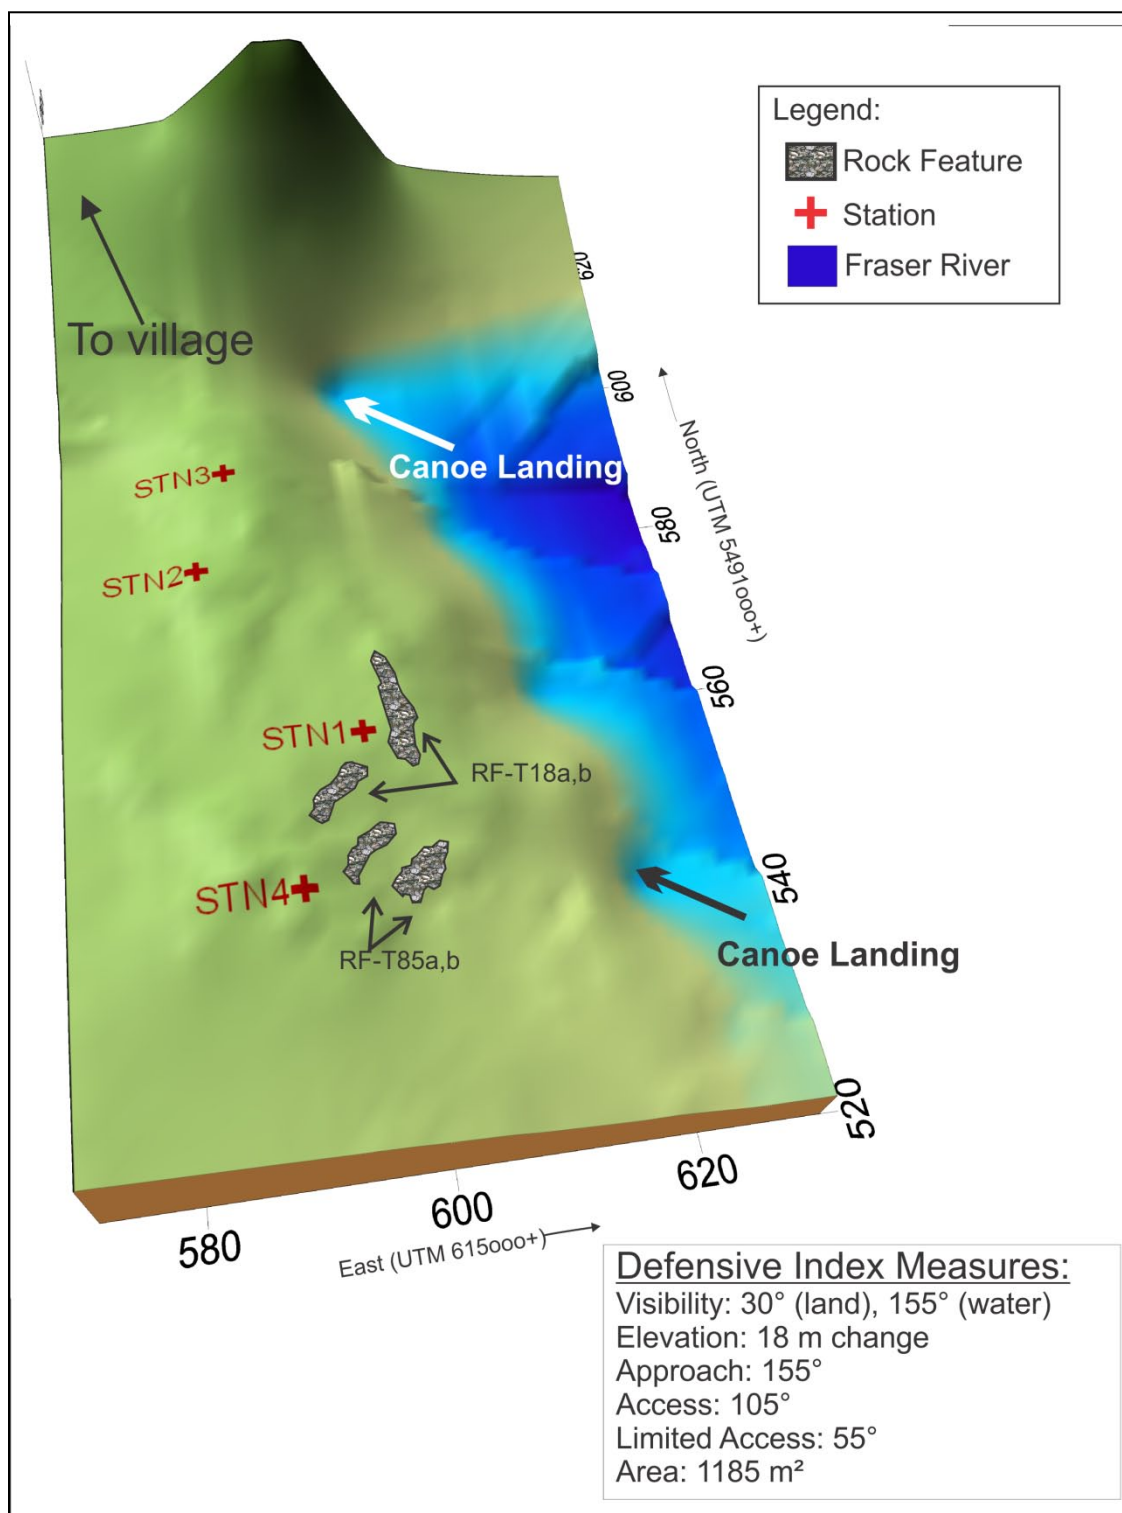 Legend:
Rock Feature
Station
Fraser River
To village
620
600
Canoe Landing
North (UTM 5491ooo+)
STN3
580
STN2
560
STN1
RF-T18a,b
540
STN4
Canoe Landing
RF-T85a,b
520
620
600
580
East (UTM 615ooo+)
Defensive Index Measures:
Visibility: 30° (land), 155° (water)
Elevation: 18 m change
Approach: 155°
Access: 105°
Limited Access: 55°
Area: 1185 m²